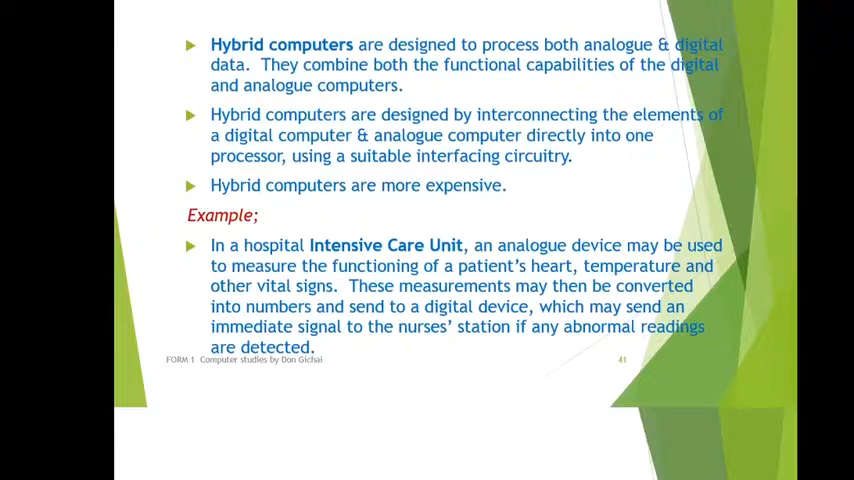 Hybrid computers are designed to process both analogue & digital
data. They combine both the functional capabilities of the digital
and analogue computers.
Hybrid computers are designed by interconnecting the elements of
a digital computer & analogue computer directly into one
processor, using a suitable interfacing circuitry.
Hybrid computers are more expensive.
Example;
In a hospital Intensive Care Unit, an analogue device may be used
to measure the functioning of a patient's heart, temperature and
other vital signs. These measurements may then be converted
into numbers and send to a digital device, which may send an
immediate signal to the nurses' station if any abnormal readings
are detected.
FORM 1 Computer studies by Don Gichai 41